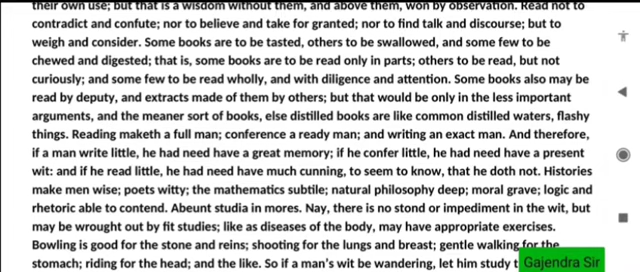 their own use; but that is a wisdom without them, and above them, won by observation. Read not to
contradict and confute; nor to believe and take for granted; nor to find talk and discourse; but to
weigh and consider. Some books are to be tasted, others to be swallowed, and some few to be
chewed and digested; that is, some books are to be read only in parts; others to be read, but not
curiously; and some few to be read wholly, and with diligence and attention. Some books also may be
read by deputy, and extracts made of them by others; but that would be only in the less important
arguments, and the meaner sort of books, else distilled books are like common distilled waters, flashy
things. Reading maketh a full man; conference a ready man; and writing an exact man. And therefore,
if a man write little, he had need have a great memory; if he confer little, he had need have a present
wit: and if he read little, he had need have much cunning, to seem to know, that he doth not. Histories
make men wise; poets witty; the mathematics subtile; natural philosophy deep; moral grave; logic and
rhetoric able to contend. Abeunt studia in mores. Nay, there is no stond or impediment in the wit, but
may be wrought out by fit studies; like as diseases of the body, may have appropriate exercises.
Bowling is good for the stone and reins; shooting for the lungs and breast; gentle walking for the
stomach; riding for the head; and the like. So if a man's wit be wandering, let him study t
Gajendra Sir